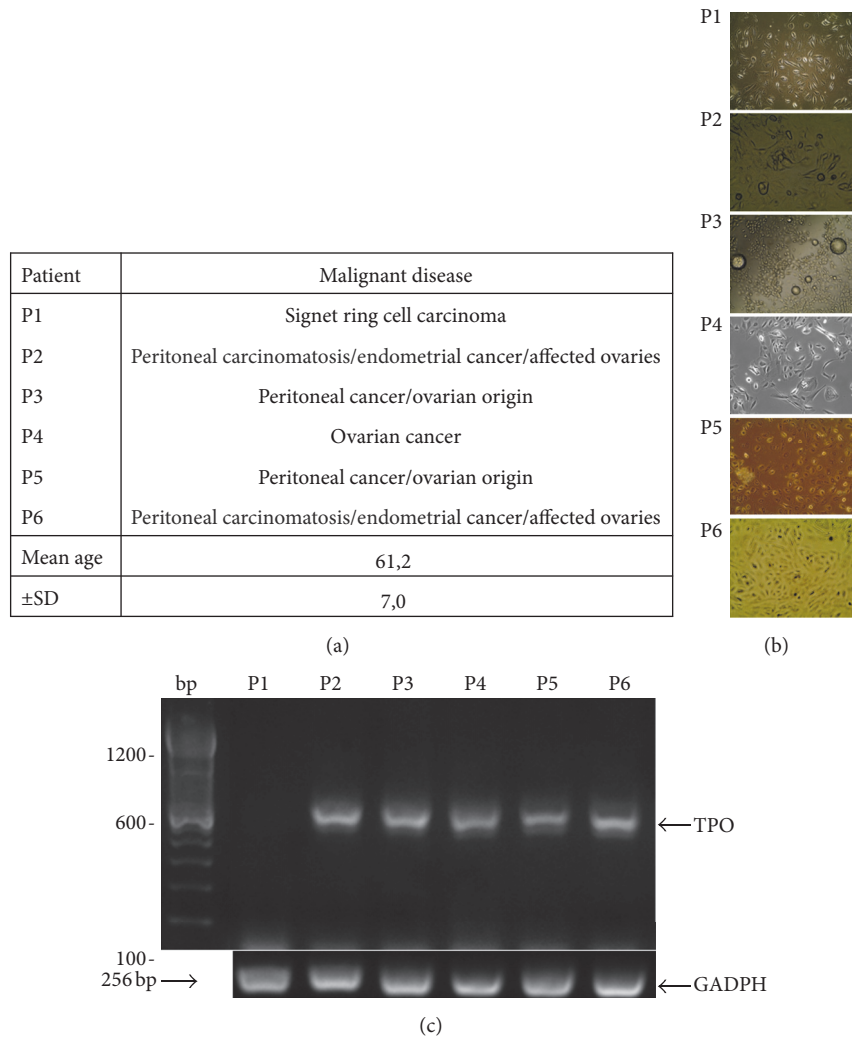 Patient Malignant disease
P1 Signet ring cell carcinoma
P2 Peritoneal carcinomatosis/endometrial cancer/affected ovaries
P3 Peritoneal cancer/ovarian origin
P4 Ovarian cancer
P5 Peritoneal cancer/ovarian origin
P6 Peritoneal carcinomatosis/endometrial cancer/affected ovaries
Mean age 61,2
±SD 7,0
(a)
P1
P2
P3
P4
P5
P6
(b)
bp P1 P2 P3 P4 P5 P6
1200-
600-
TPO
100-
256 bp
GADPH
(c)